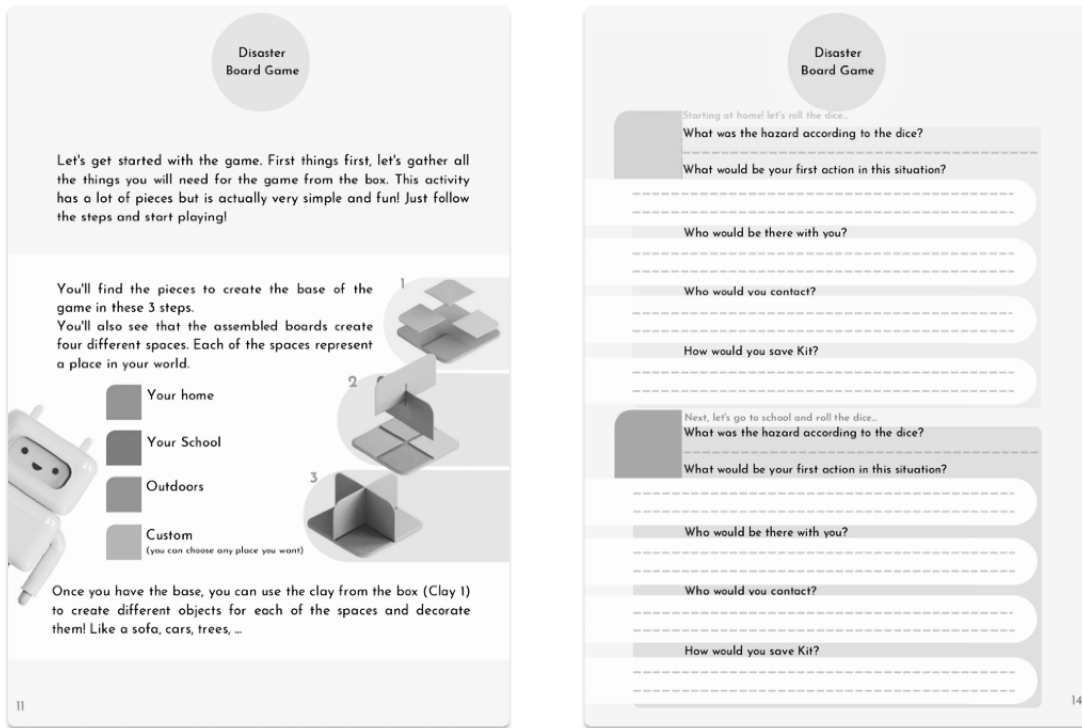 Disaster
Board Game
Let's get started with the game. First things first, let's gather all
the things you will need for the game from the box. This activity
has a lot of pieces but is actually very simple and fun! Just follow
the steps and start playing!
You'll find the pieces to create the base of the
game in these 3 steps.
You'll also see that the assembled boards create
four different spaces. Each of the spaces represent
a place in your world.
1
2
3
Your home
Your School
Outdoors
Custom
(you can choose any place you want)
Once you have the base, you can use the clay from the box (Clay 1)
to create different objects for each of the spaces and decorate
them! Like a sofa, cars, trees, ...
11
Disaster
Board Game
Starting at home! let's roll the dice...
What was the hazard according to the dice?
What would be your first action in this situation?
Who would be there with you?
Who would you contact?
How would you save Kit?
Next, let's go to school and roll the dice...
What was the hazard according to the dice?
What would be your first action in this situation?
Who would be there with you?
Who would you contact?
How would you save Kit?
14